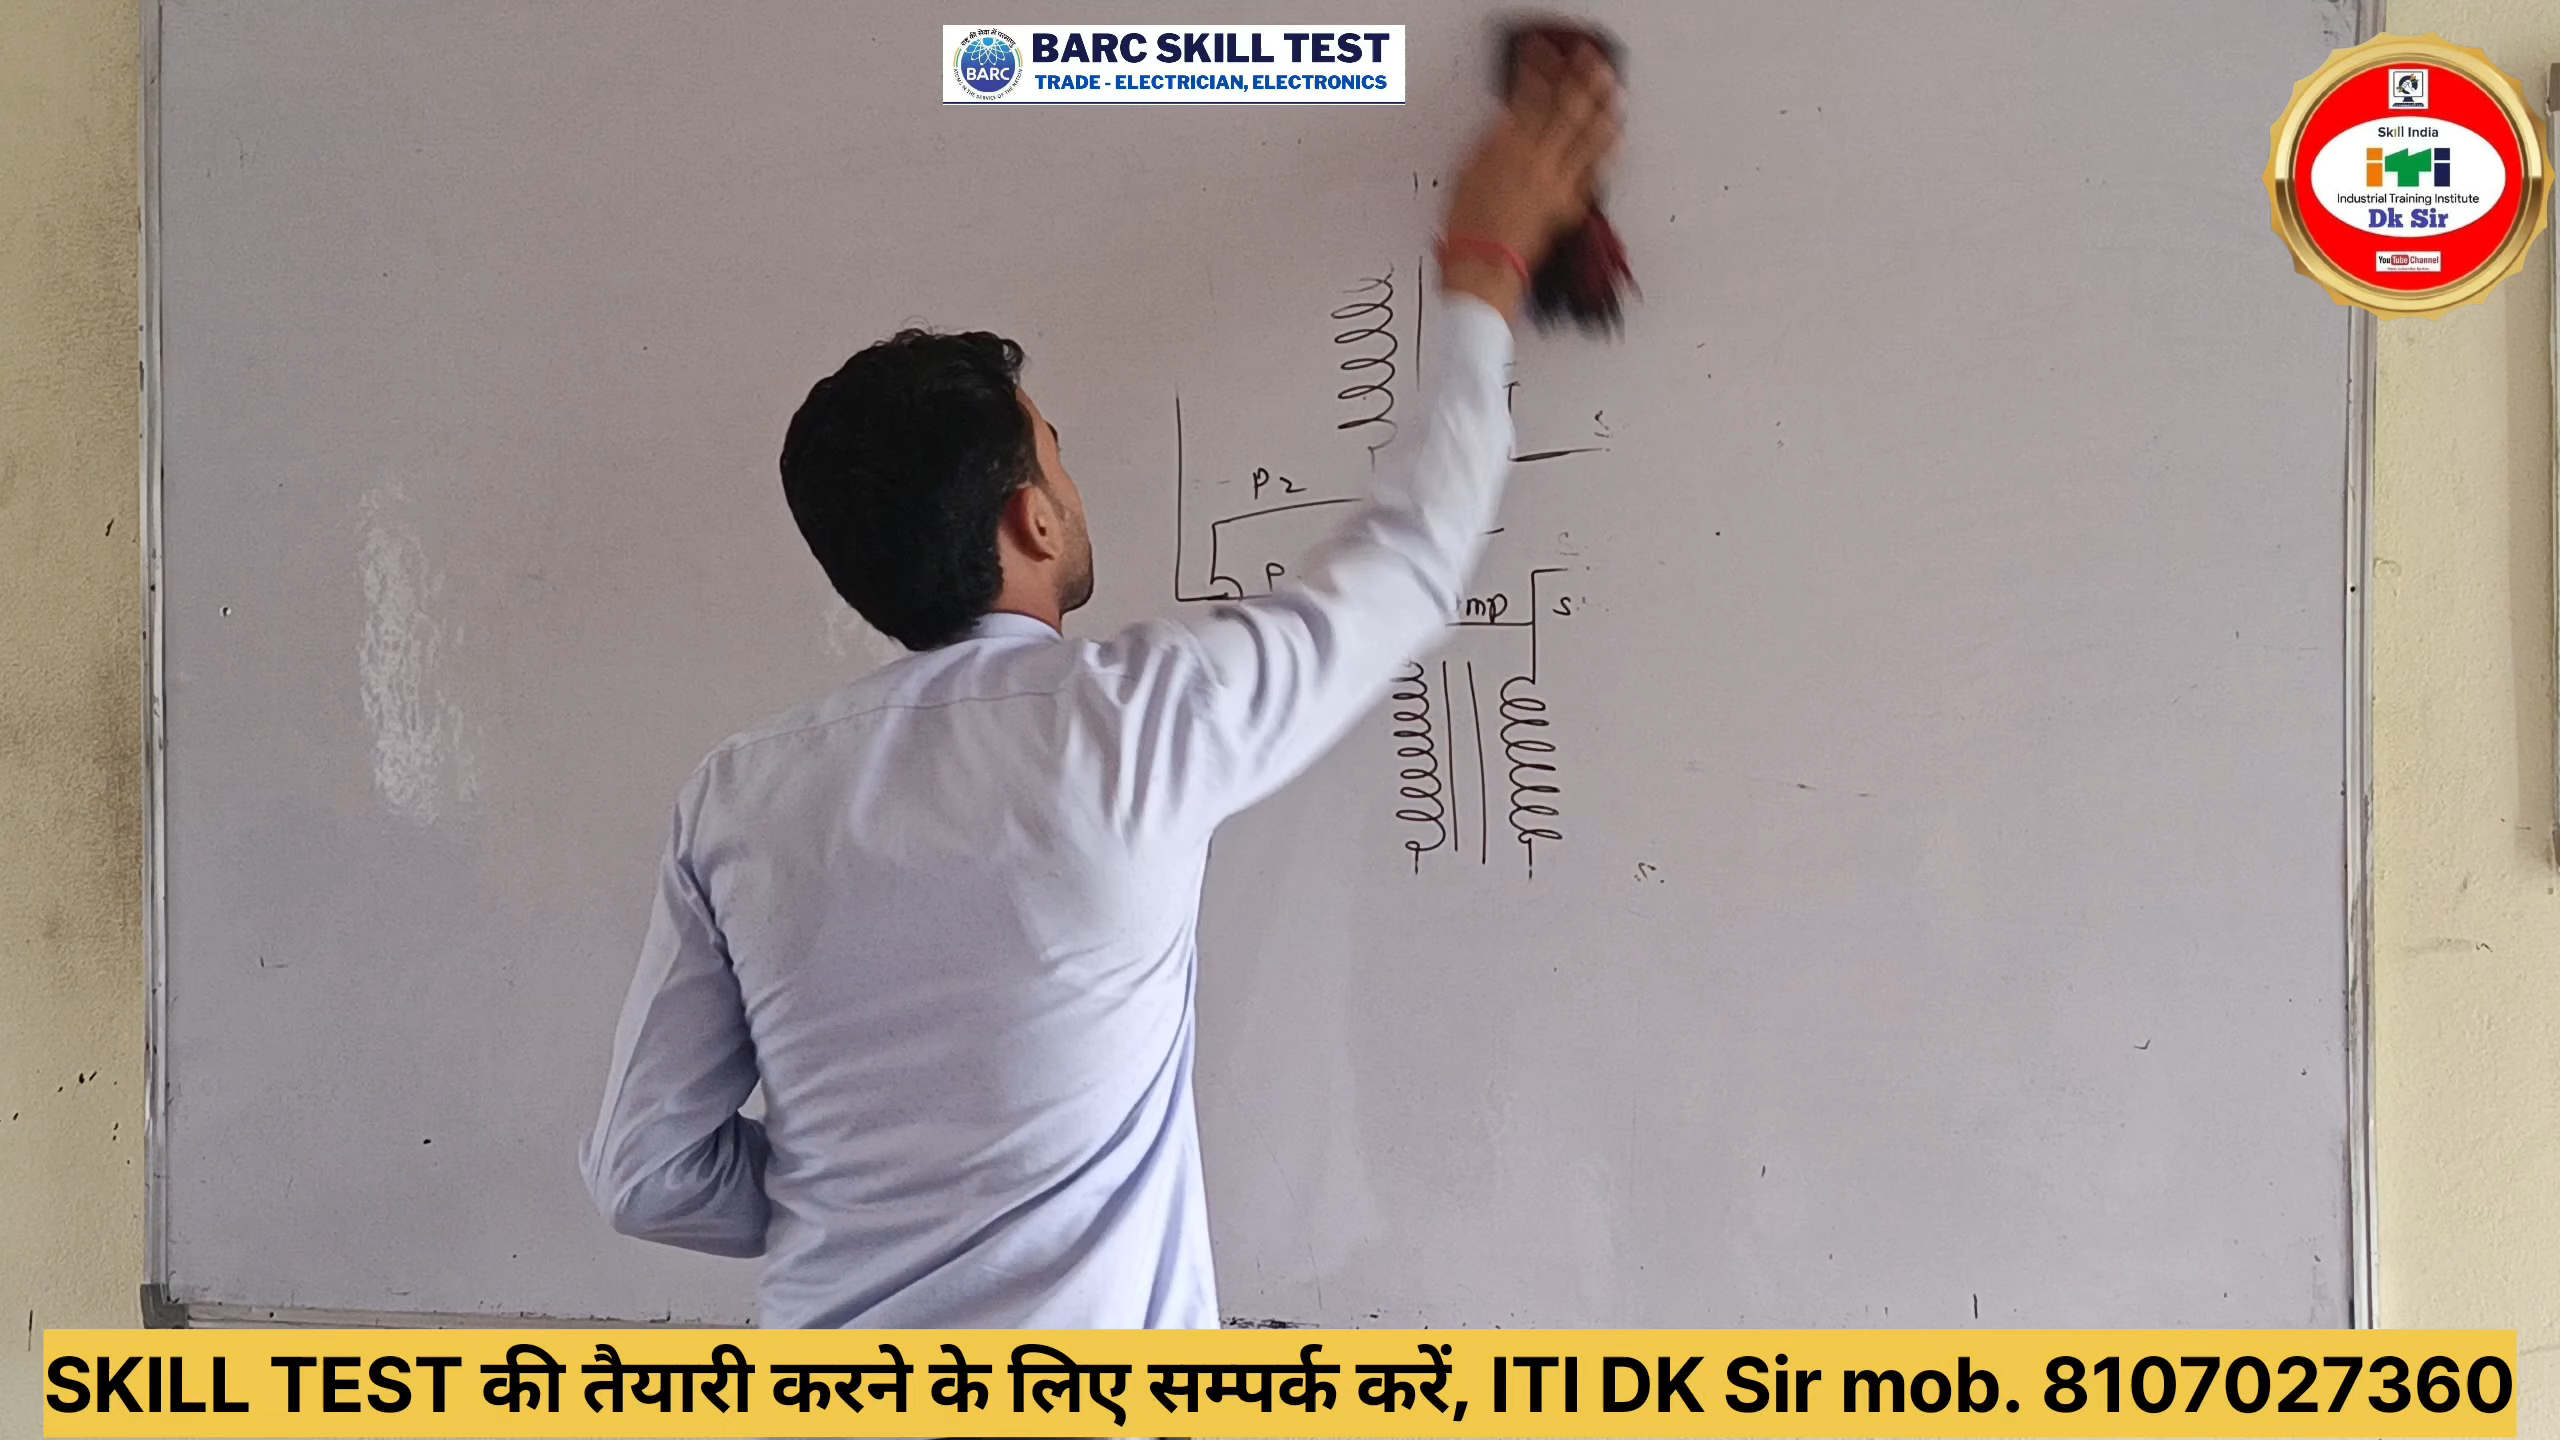 BARC
BARC SKILL TEST
TRADE - ELECTRICIAN, ELECTRONICS
Skill India
iTi
Industrial Training Institute
Dk Sir
YouTube Channel
P2
P
mp
S
SKILL TEST की तैयारी करने के लिए सम्पर्क करें, ITI DK Sir mob. 8107027360